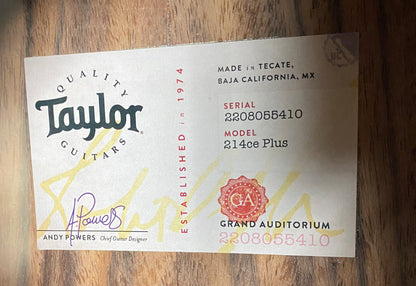 QUALITY
Taylor
GUITARS
A. Powers
ANDY POWERS Chief Guitar Designer
ESTABLISHED in 1974
MADE in TECATE,
BAJA CALIFORNIA, MX
SERIAL
2208055410
MODEL
214ce Plus
GA
GRAND AUDITORIUM
2208055410